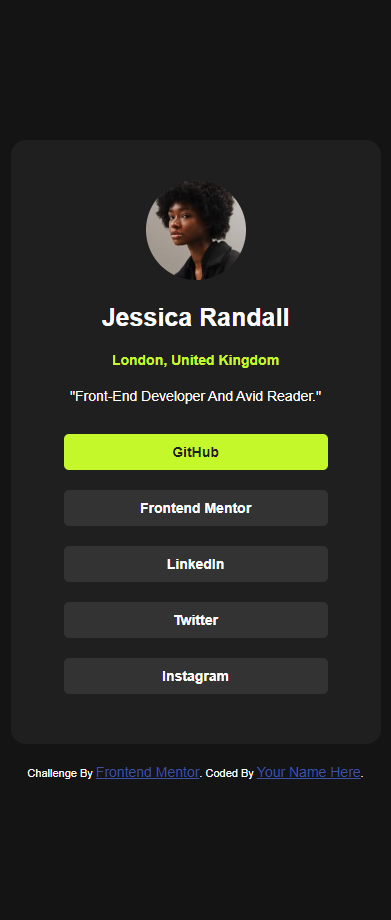 Jessica Randall
London, United Kingdom
"Front-End Developer And Avid Reader."
GitHub
Frontend Mentor
LinkedIn
Twitter
Instagram
Challenge By Frontend Mentor. Coded By Your Name Here.